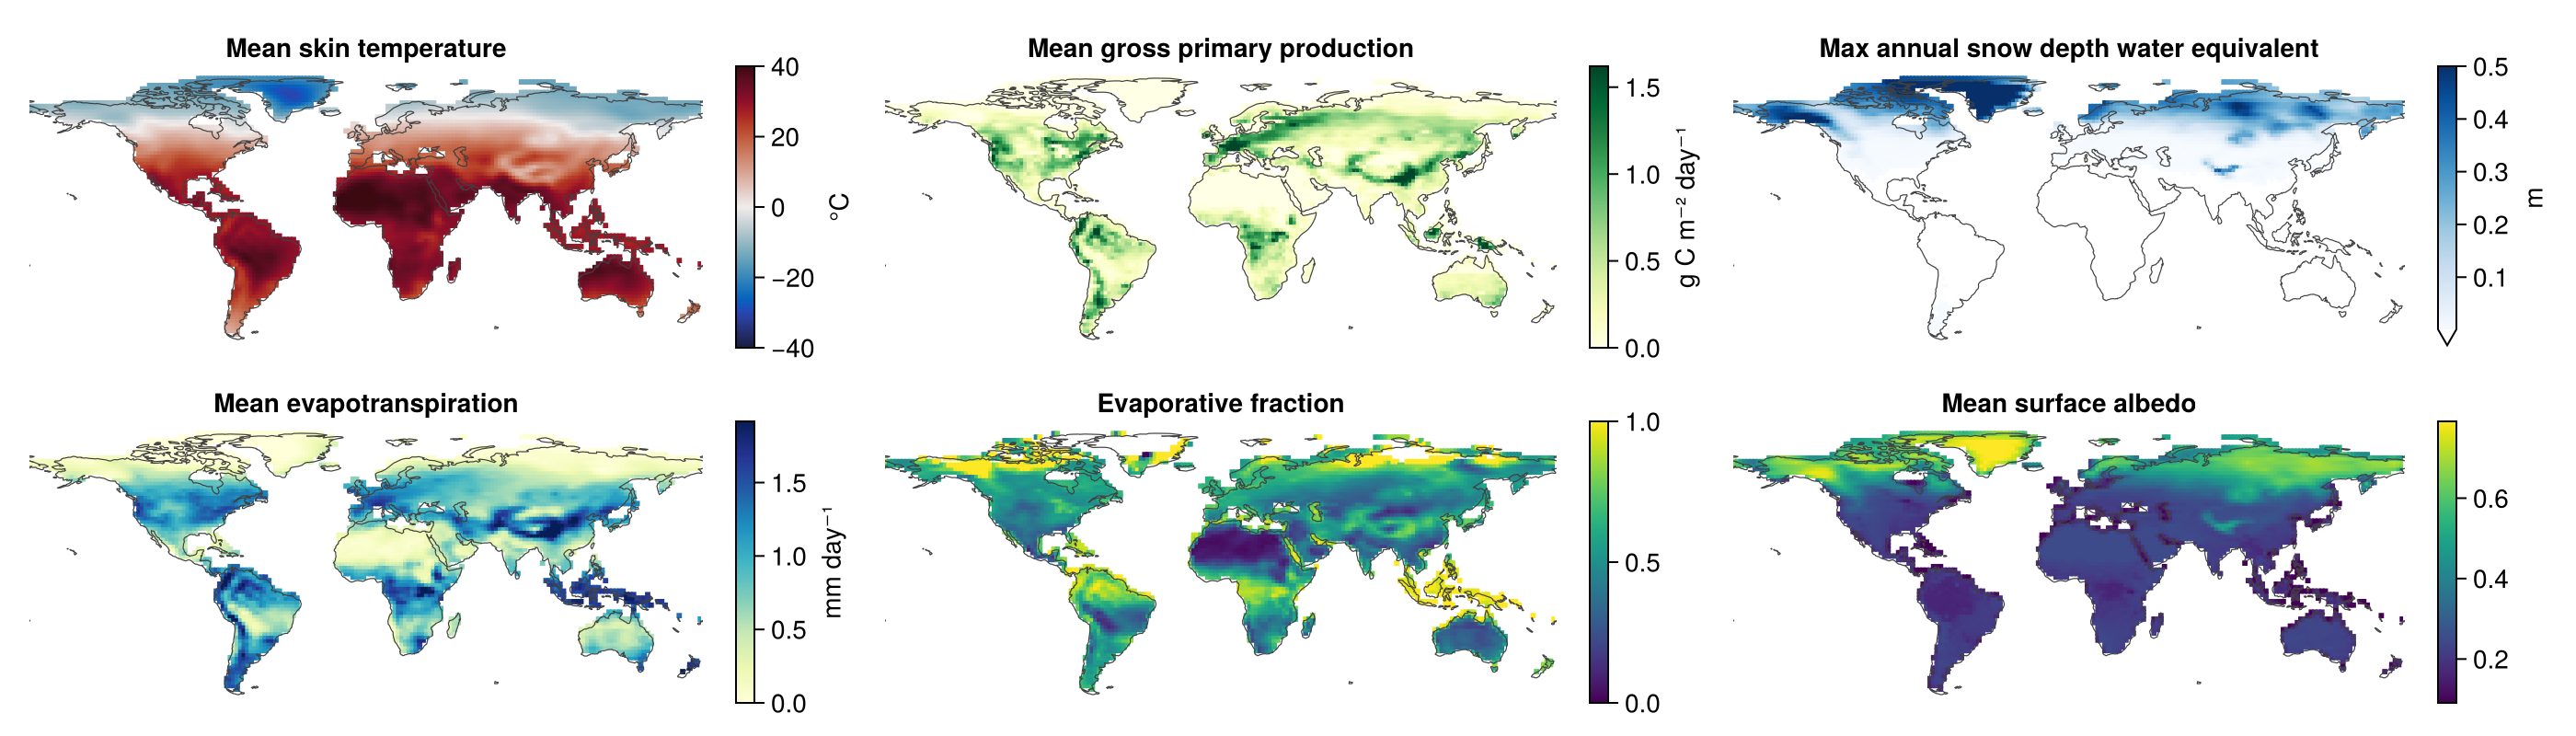 Mean skin temperature
40
20
0
−20
−40
°C
Mean gross primary production
1.5
1.0
0.5
0.0
g C m⁻² day⁻¹
Max annual snow depth water equivalent
0.5
0.4
0.3
0.2
0.1
m
Mean evapotranspiration
1.5
1.0
0.5
0.0
mm day⁻¹
Evaporative fraction
1.0
0.5
0.0
Mean surface albedo
0.6
0.4
0.2